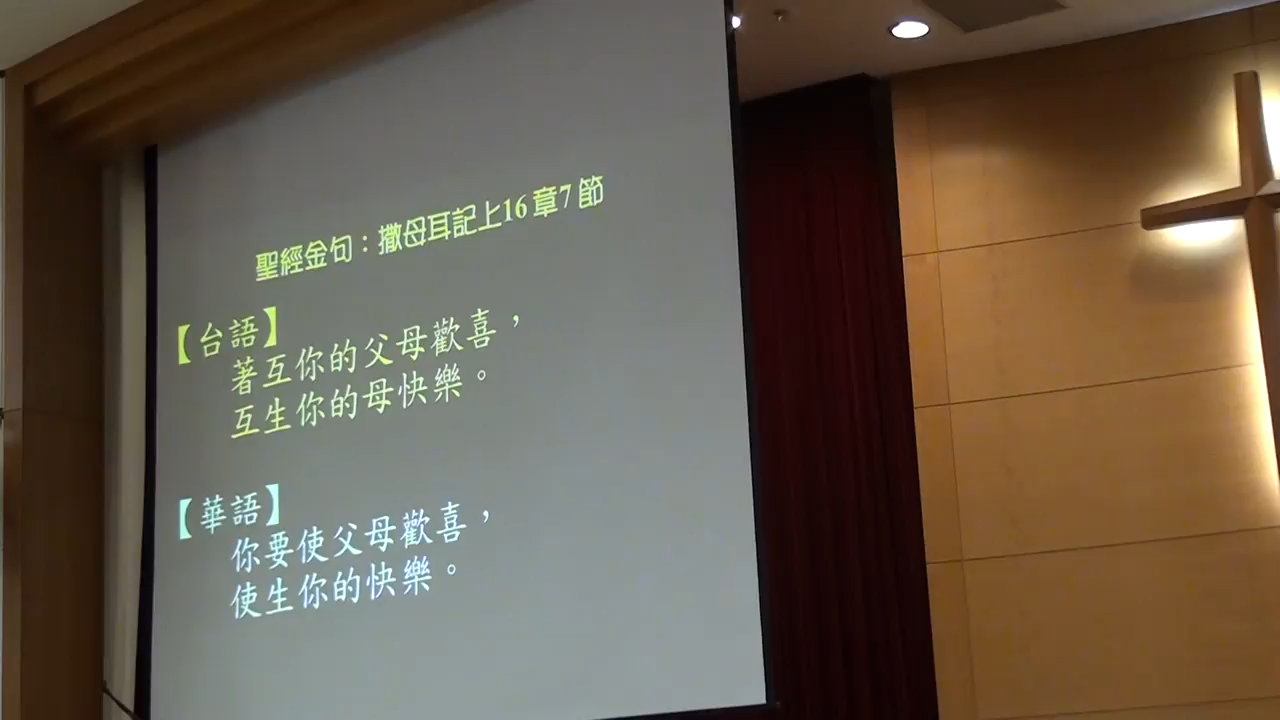 聖經金句：撒母耳記上16章7節
【台語】
著互你的父母歡喜，
互生你的母快樂。
【華語】
你要使父母歡喜，
使生你的快樂。